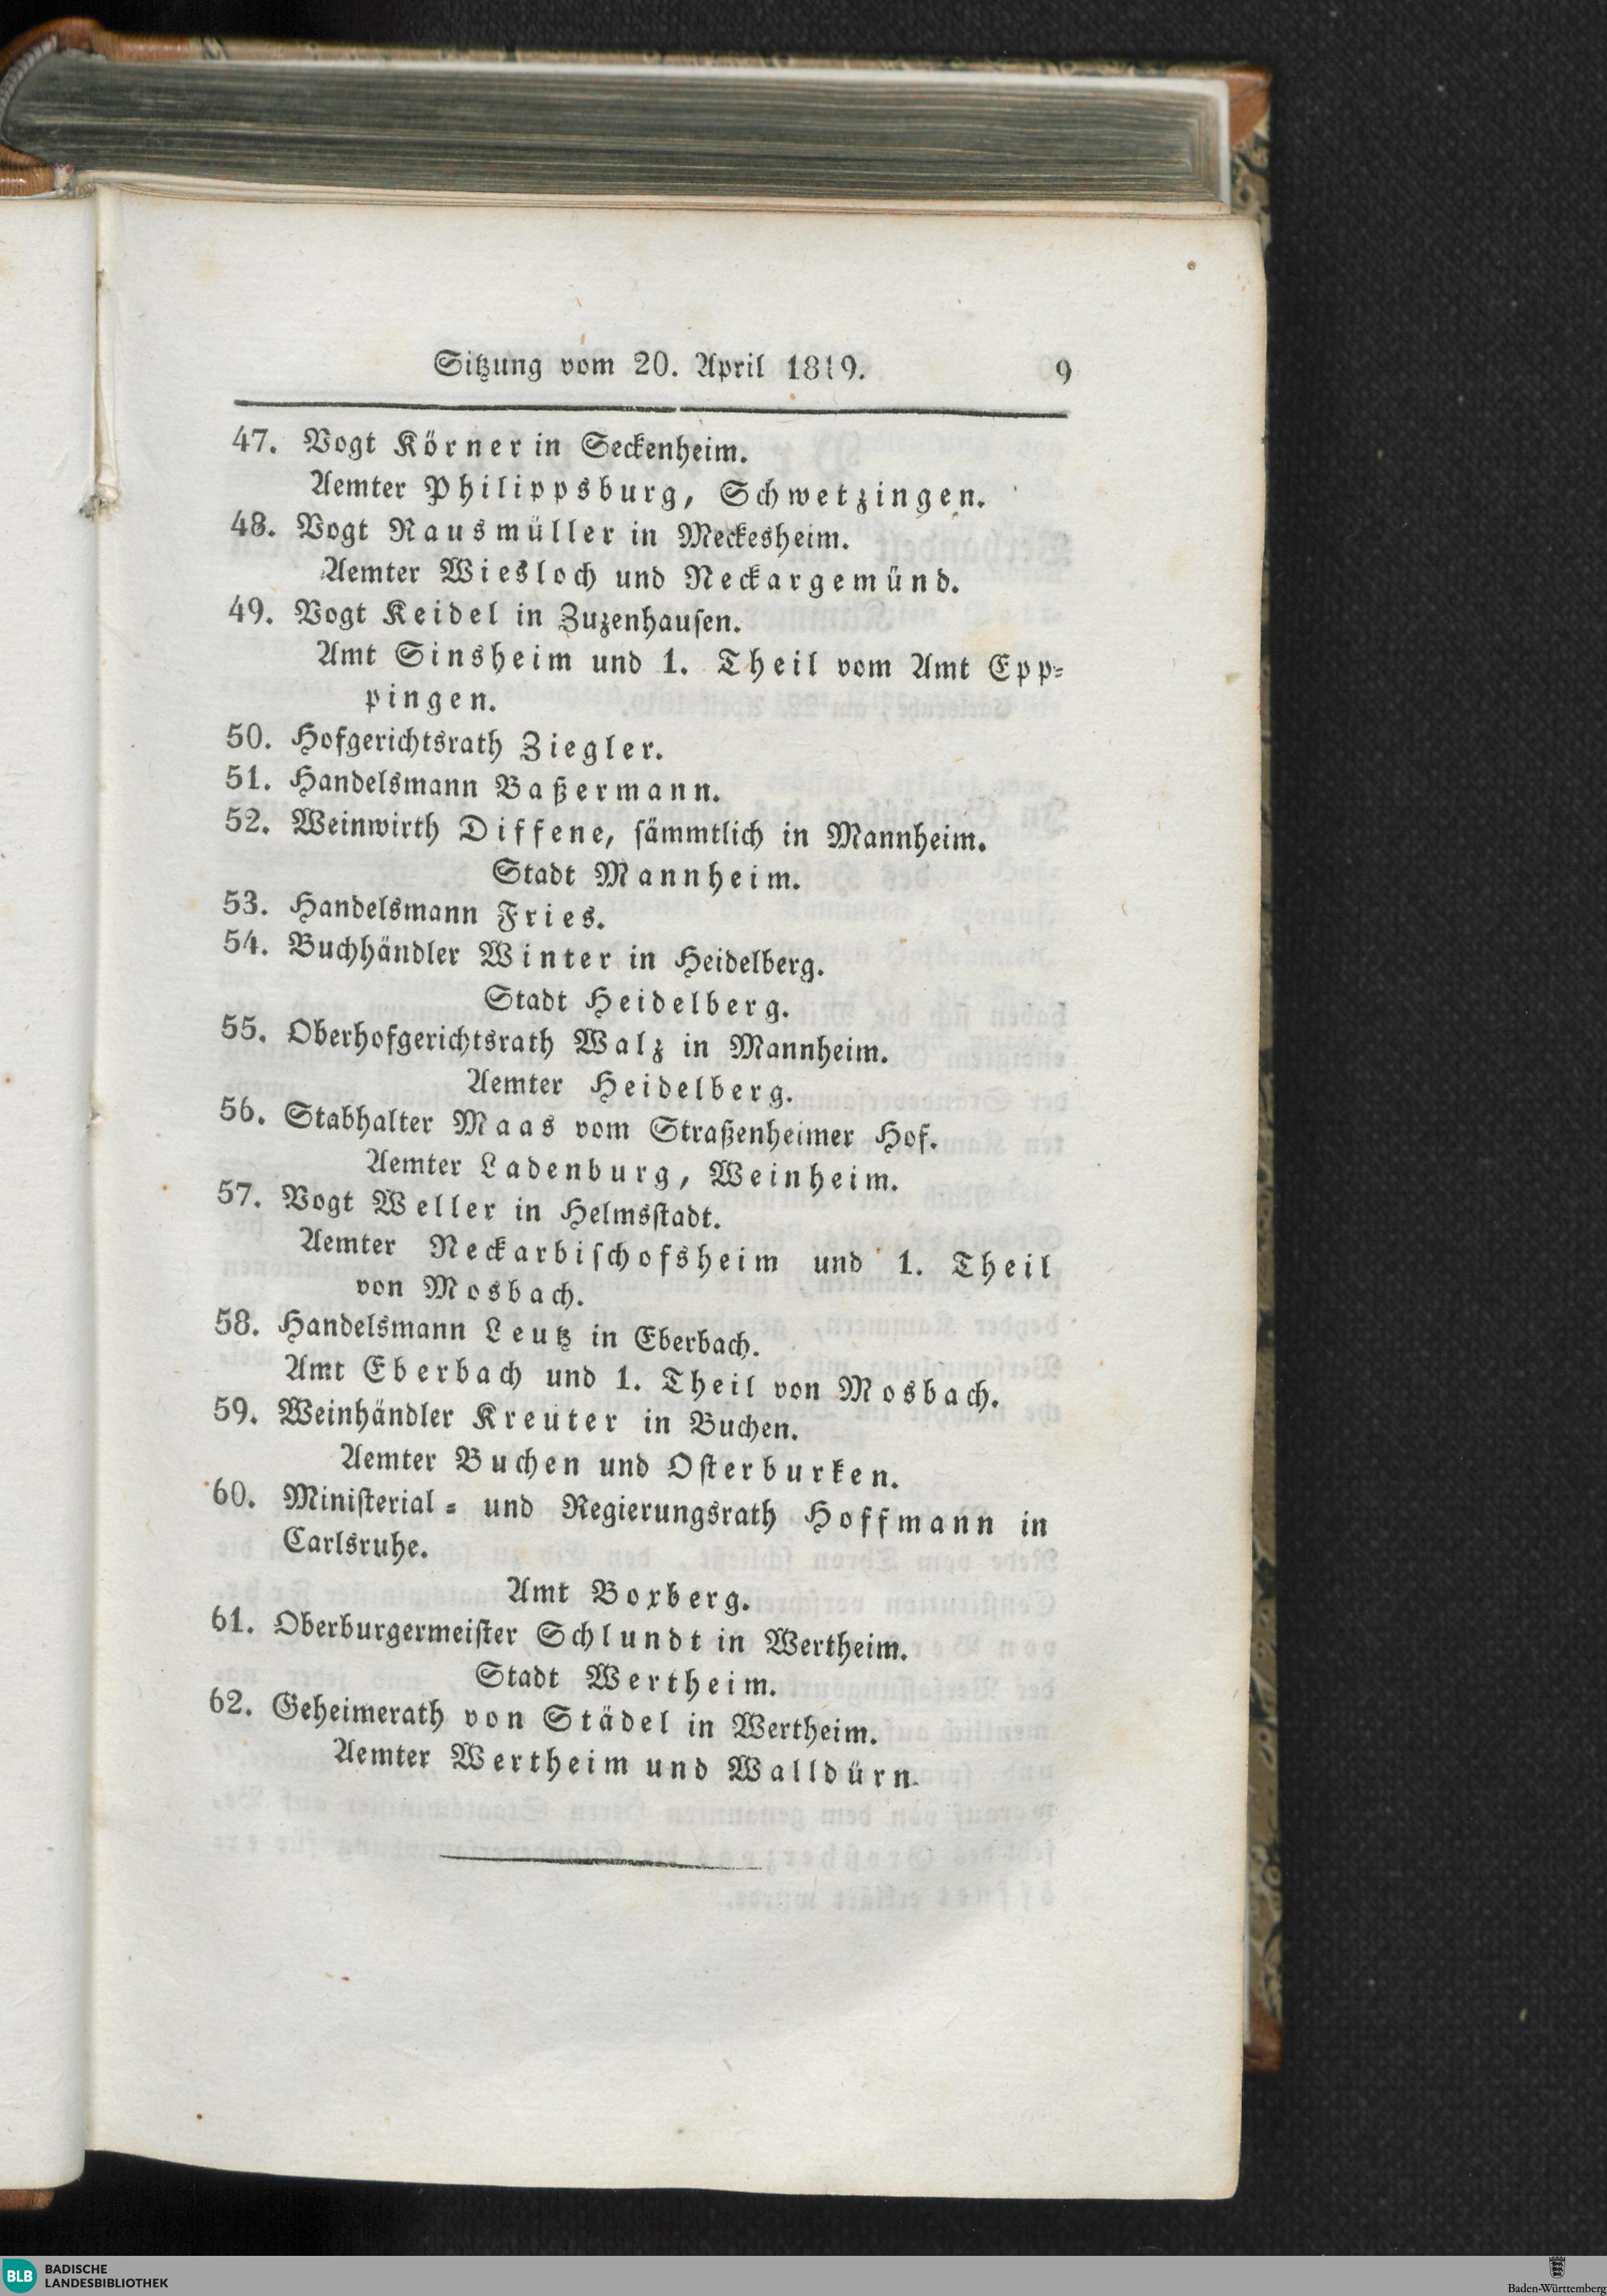 Sitzung vom 20. April 1819. 9
47. Vogt Körner in Seckenheim.
Aemter Philippsburg, Schwetzingen.
48. Vogt Rausmüller in Meckesheim.
Aemter Wiesloch und Neckargemünd.
49. Vogt Keidel in Zuzenhauſen.
Amt Sinsheim und 1. Theil vom Amt Epp⸗
pingen.
50. Hofgerichtsrath Ziegler.
51. Handelsmann Baßermann.
52. Weinwirth Diffene, ſämmtlich in Mannheim.
Stadt Mannheim.
53. Handelsmann Fries.
54. Buchhändler Winter in Heidelberg.
Stadt Heidelberg.
55. Oberhofgerichtsrath Walz in Mannheim.
Aemter Heidelberg.
56. Stabhalter Maas vom Straßenheimer Hof.
Aemter Ladenburg, Weinheim.
57. Vogt Weller in Helmsſtadt.
Aemter Neckarbiſchofsheim und 1. Theil
von Mosbach.
58. Handelsmann Leutz in Eberbach.
Amt Eberbach und 1. Theil von Mosbach.
59. Weinhändler Kreuter in Buchen.
Aemter Buchen und Oſterburken.
60. Miniſterial⸗ und Regierungsrath Hoffmann in
Carlsruhe.
Amt Boxberg.
61. Oberburgermeiſter Schlundt in Wertheim.
Stadt Wertheim.
62. Geheimerath von Städel in Wertheim.
Aemter Wertheim und Walldürn.
BLB BADISCHE
LANDESBIBLIOTHEK
Baden-Württemberg